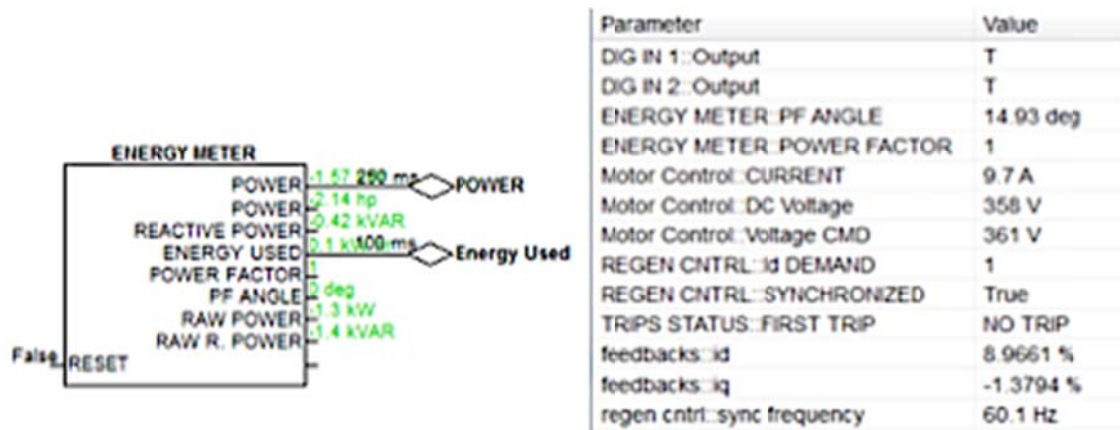 ENERGY METER
POWER -1.57 250 ms POWER
POWER -2.14 hp
REACTIVE POWER -0.42 kVAR
ENERGY USED 0.1 100 ms Energy Used
POWER FACTOR 1
PF ANGLE 0 deg
RAW POWER -1.3 kW
RAW R. POWER -1.4 kVAR
False RESET
Parameter Value
DIG IN 1::Output T
DIG IN 2::Output T
ENERGY METER::PF ANGLE 14.93 deg
ENERGY METER::POWER FACTOR 1
Motor Control::CURRENT 9.7 A
Motor Control::DC Voltage 358 V
Motor Control::Voltage CMD 361 V
REGEN CNTRL::Id DEMAND 1
REGEN CNTRL::SYNCHRONIZED True
TRIPS STATUS::FIRST TRIP NO TRIP
feedbacks::id 8.9661 %
feedbacks::iq -1.3794 %
regen cntrl::sync frequency 60.1 Hz